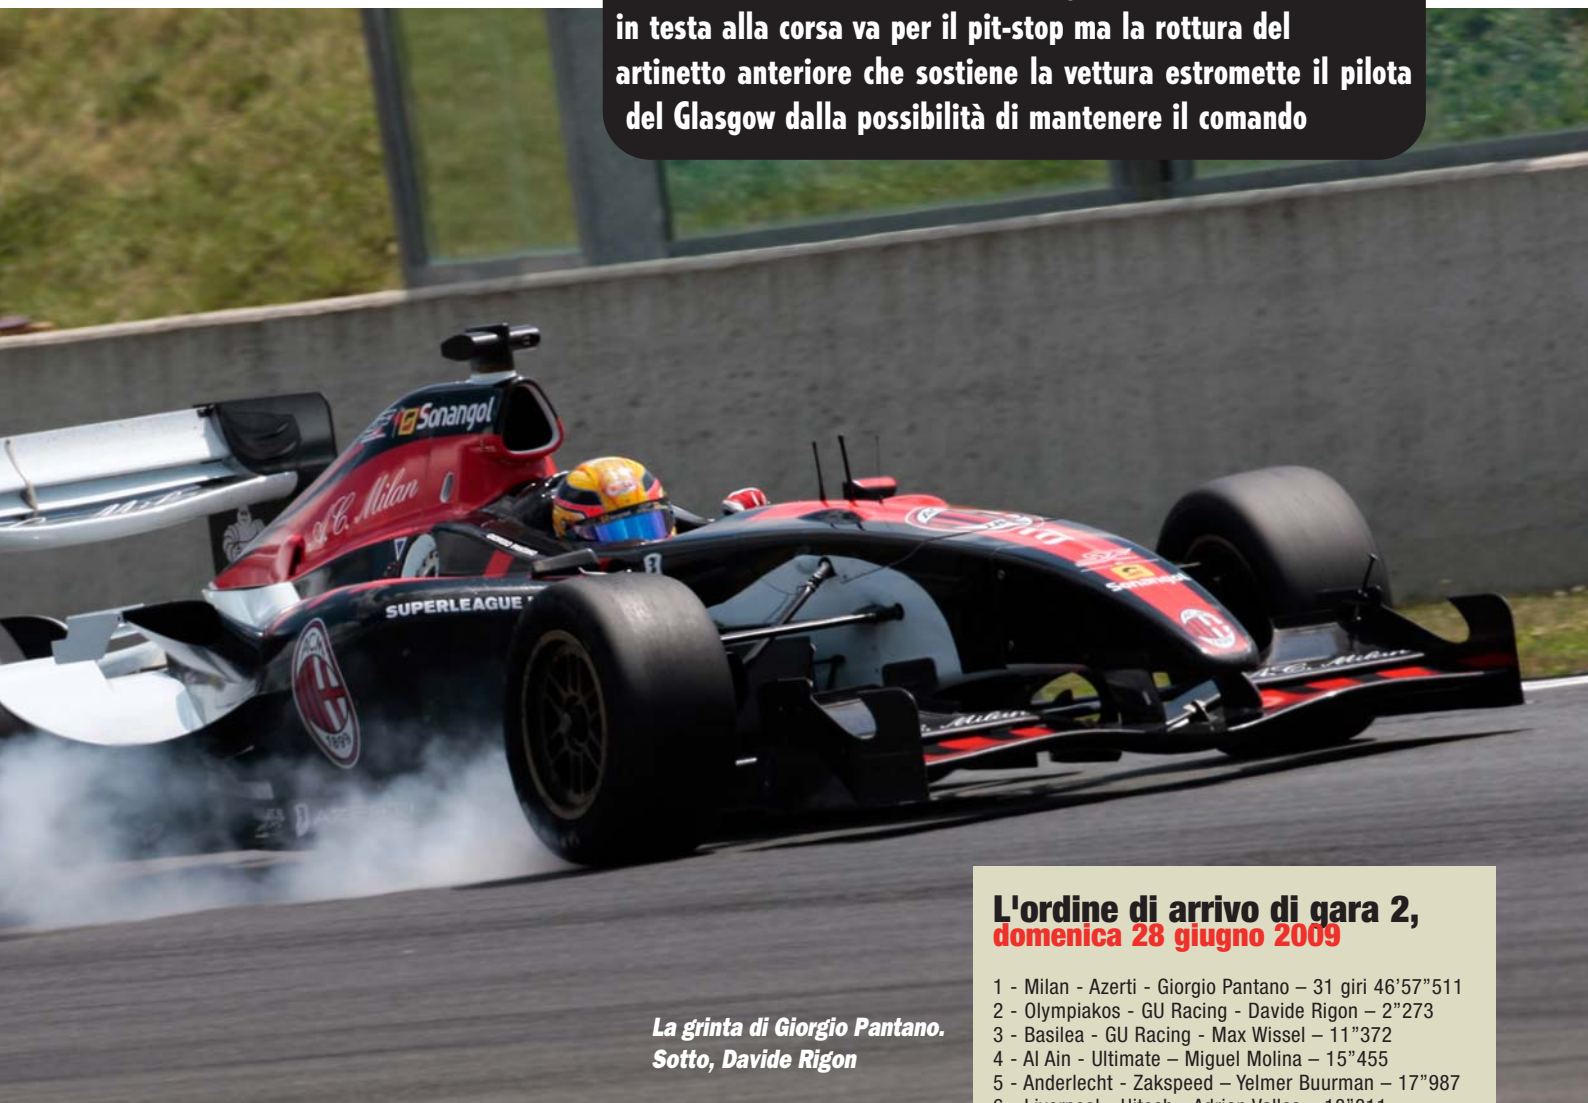 in testa alla corsa va per il pit-stop ma la rottura del
artinetto anteriore che sostiene la vettura estromette il pilota
del Glasgow dalla possibilità di mantenere il comando
Sonangol
A.C. Milan
SUPERLEAGUE
1899
Sonangol
A.C. Milan
Milan
La grinta di Giorgio Pantano.
Sotto, Davide Rigon
L'ordine di arrivo di gara 2,
domenica 28 giugno 2009
1 - Milan - Azerti - Giorgio Pantano – 31 giri 46'57”511
2 - Olympiakos - GU Racing - Davide Rigon – 2”273
3 - Basilea - GU Racing - Max Wissel – 11”372
4 - Al Ain - Ultimate – Miguel Molina – 15”455
5 - Anderlecht - Zakspeed – Yelmer Buurman – 17”987